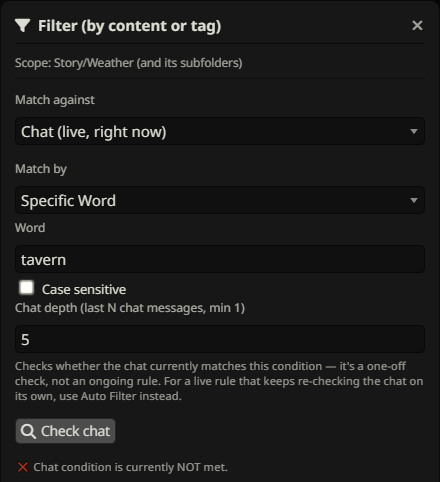 Filter (by content or tag)
Scope: Story/Weather (and its subfolders)
Match against
Chat (live, right now)
Match by
Specific Word
Word
tavern
Case sensitive
Chat depth (last N chat messages, min 1)
5
Checks whether the chat currently matches this condition — it's a one-off
check, not an ongoing rule. For a live rule that keeps re-checking the chat on
its own, use Auto Filter instead.
Check chat
Chat condition is currently NOT met.